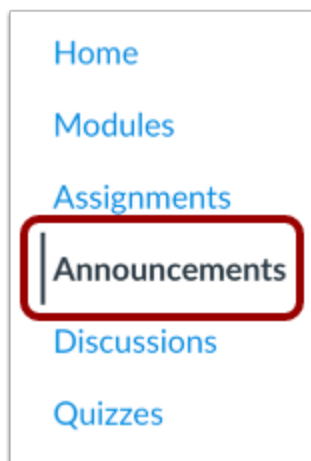 Home
Modules
Assignments
Announcements
Discussions
Quizzes